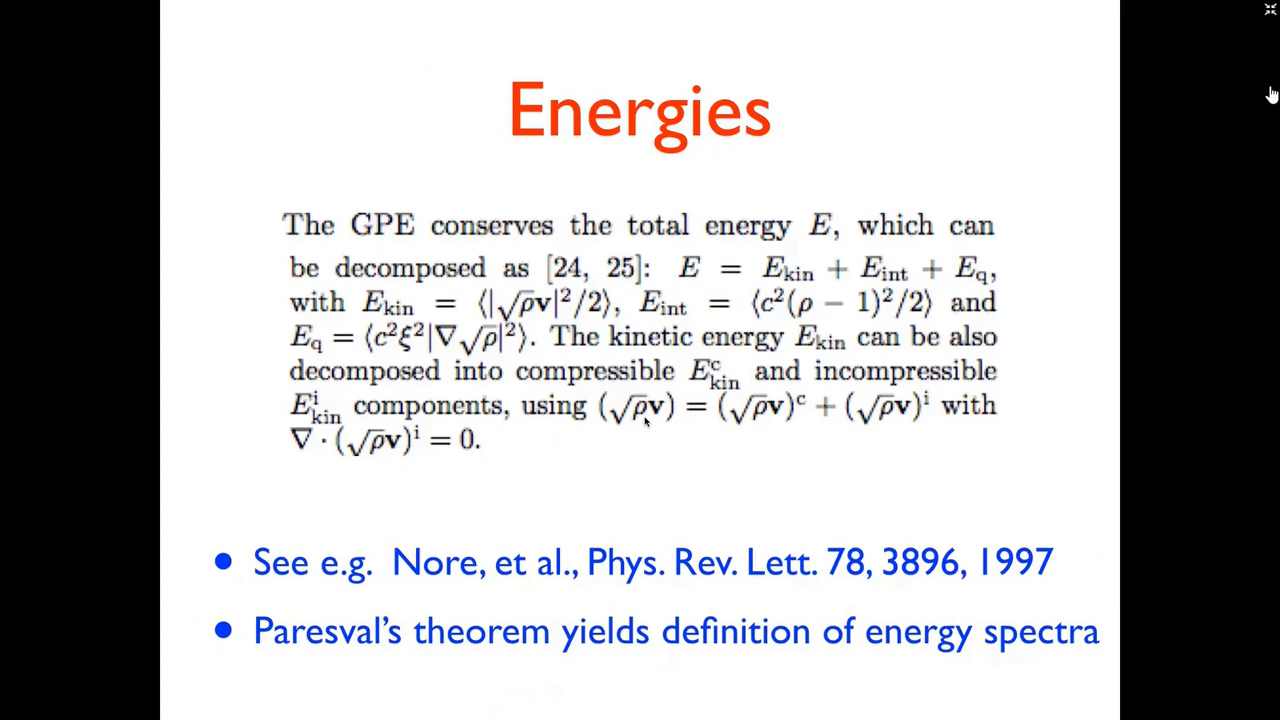 Energies
The GPE conserves the total energy E, which can
be decomposed as [24, 25]: E = E_kin + E_int + E_q,
with E_kin = ⟨|√ρv|²/2⟩, E_int = ⟨c²(ρ − 1)²/2⟩ and
E_q = ⟨c²ξ²|∇√ρ|²⟩. The kinetic energy E_kin can be also
decomposed into compressible E^c_kin and incompressible
E^i_kin components, using (√ρv) = (√ρv)^c + (√ρv)^i with
∇ · (√ρv)^i = 0.
• See e.g. Nore, et al., Phys. Rev. Lett. 78, 3896, 1997
• Paresval’s theorem yields definition of energy spectra